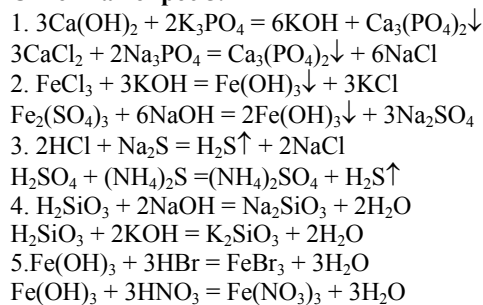 1. 3Ca(OH)₂ + 2K₃PO₄ = 6KOH + Ca₃(PO₄)₂↓
3CaCl₂ + 2Na₃PO₄ = Ca₃(PO₄)₂↓ + 6NaCl
2. FeCl₃ + 3KOH = Fe(OH)₃↓ + 3KCl
Fe₂(SO₄)₃ + 6NaOH = 2Fe(OH)₃↓ + 3Na₂SO₄
3. 2HCl + Na₂S = H₂S↑ + 2NaCl
H₂SO₄ + (NH₄)₂S =(NH₄)₂SO₄ + H₂S↑
4. H₂SiO₃ + 2NaOH = Na₂SiO₃ + 2H₂O
H₂SiO₃ + 2KOH = K₂SiO₃ + 2H₂O
5.Fe(OH)₃ + 3HBr = FeBr₃ + 3H₂O
Fe(OH)₃ + 3HNO₃ = Fe(NO₃)₃ + 3H₂O